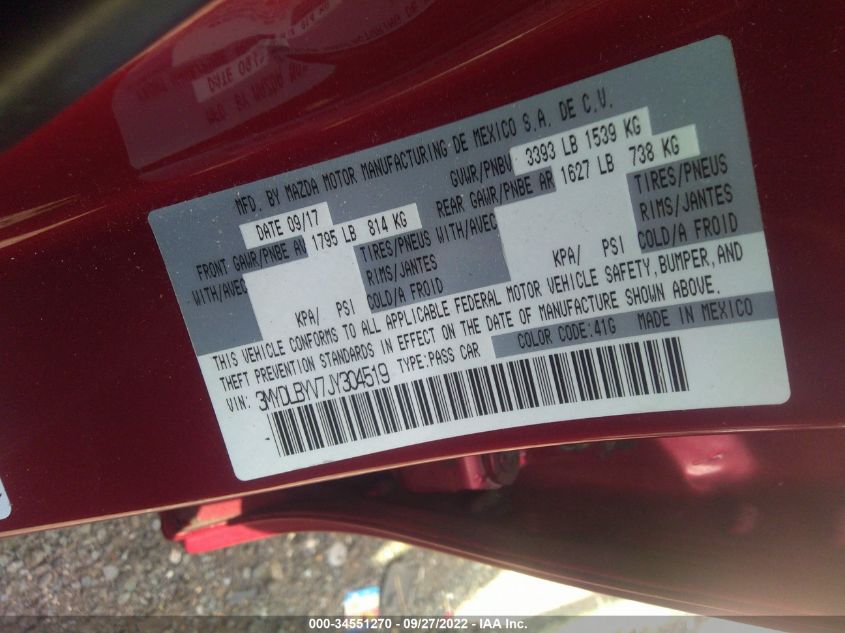 MFD. BY MAZDA MOTOR MANUFACTURING DE MEXICO S.A. DE C.V.
DATE 09/17 GVWR/PNBV 3393 LB 1539 KG
FRONT GAWR/PNBE AV 1795 LB 814 KG REAR GAWR/PNBE AR 1627 LB 738 KG
WITH/AVEC TIRES/PNEUS WITH/AVEC TIRES/PNEUS
RIMS/JANTES RIMS/JANTES
KPA/ PSI COLD/A FROID KPA/ PSI COLD/A FROID
THIS VEHICLE CONFORMS TO ALL APPLICABLE FEDERAL MOTOR VEHICLE SAFETY, BUMPER, AND
THEFT PREVENTION STANDARDS IN EFFECT ON THE DATE OF MANUFACTURE SHOWN ABOVE.
VIN: 3MYDLBYV7JY304519 TYPE:PASS CAR COLOR CODE:41G MADE IN MEXICO
000-34551270 - 09/27/2022 - IAA Inc.